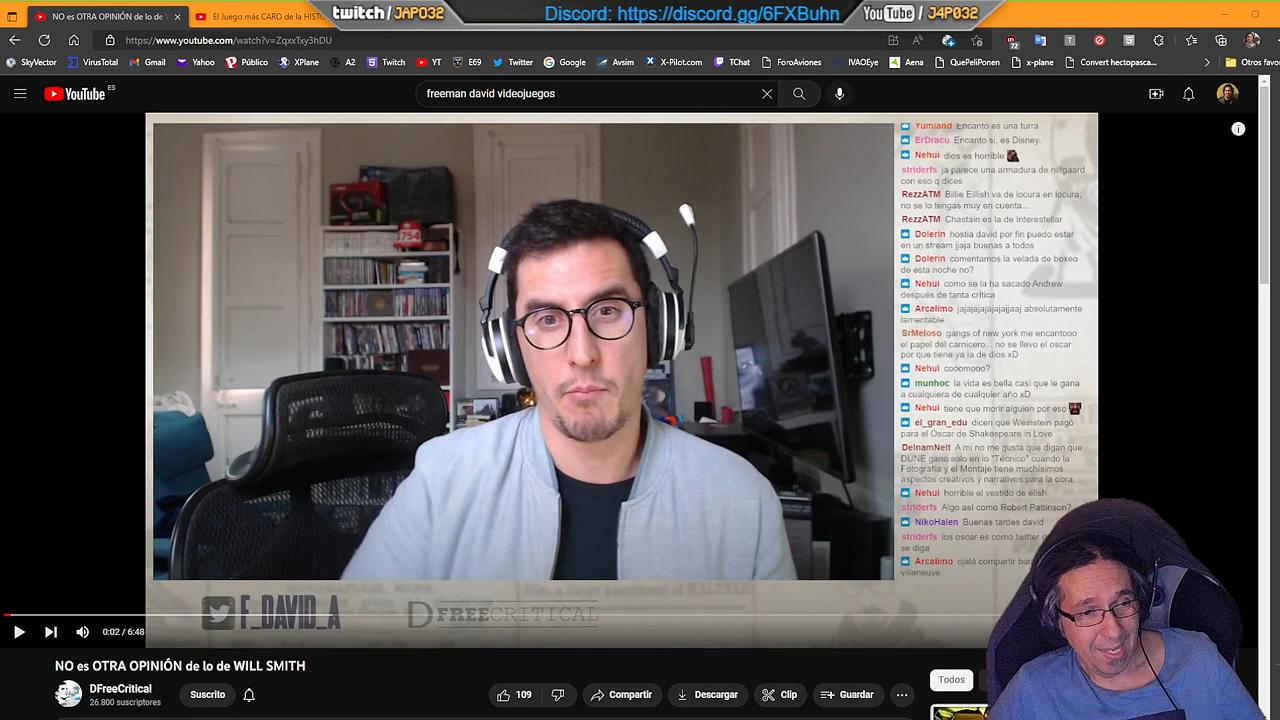 NO es OTRA OPINIÓN de lo de
El Juego más CARO de la HISTO
twitch / JAP032
Discord: https://discord.gg/6FXBuhn
YouTube / J4P032
https://www.youtube.com/watch?v=ZqxxTxy3hDU
SkyVector
VirusTotal
Gmail
Yahoo
Público
XPlane
A2
Twitch
YT
E69
Twitter
Google
Avsim
X-Pilot.com
TChat
ForoAviones
IVAOEye
Aena
QuePeliPonen
x-plane
Convert hectopasca...
Otros favo
YouTube ES
freeman david videojuegos
Yumland Encanto es una turra
ErDracu Encanto si, es Disney.
Nehui dios es horrible
striderfs ja parece una armadura de nilfgaard
con eso q dices
RezzATM Billie Eillish va de locura en locura,
no se lo tengas muy en cuenta...
RezzATM Chastain es la de Interestellar
Dolerin hostia david por fin puedo estar
en un stream jjaja buenas a todos
Dolerin comentamos la velada de boxeo
de esta noche no?
Nehui como se la ha sacado Andrew
después de tanta crítica
Arcalimo jajajajajajajjaaj absolutamente
lamentable
SrMeloso gangs of new york me encantooo
el papel del carnicero... no se llevo el oscar
por que tiene ya la de dios xD
Nehui cooomooo?
munhoc la vida es bella casi que le gana
a cualquiera de cualquier año xD
Nehui tiene que morir alguien por eso
el_gran_edu dicen que Weinstein pagó
para el Óscar de Shakespeare in Love
DelnamNelt A mi no me gusta que digan que
DUNE gano solo en lo "Técnico" cuando la
Fotografía y el Montaje tiene muchísimos
aspectos creativos y narrativos para la obra.
Nehui horrible el vestido de elish
striderfs Algo así como Robert Pattinson?
NikoHalen Buenas tardes david
striderfs los oscar es como twitter
se diga
Arcalimo ojalá compartir
villeneuve
F_DAVID_A
DFREECRITICAL
0:02 / 6:48
NO es OTRA OPINIÓN de lo de WILL SMITH
DFreeCritical
26.800 suscriptores
Suscrito
109
Compartir
Descargar
Clip
Guardar
Todos